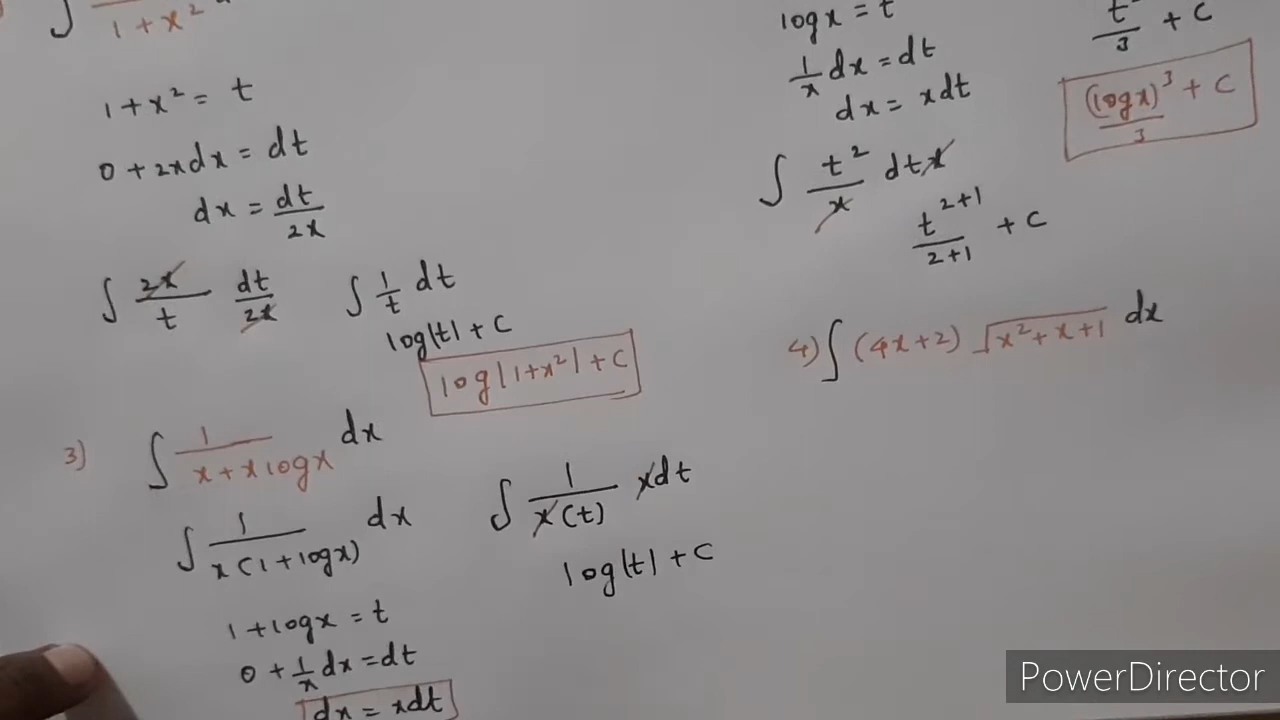 ∫ 1 + x²
1 + x² = t
0 + 2x dx = dt
dx = dt/2x
∫ 2x/t dt/2x ∫ 1/t dt
log|t| + C
log|1+x²| + C
3) ∫ 1/(x + x log x) dx
∫ 1/(x(1 + log x)) dx ∫ 1/(x(t)) x dt
log|t| + C
1 + log x = t
0 + 1/x dx = dt
dx = x dt
log x = t
1/x dx = dt
dx = x dt
∫ t²/x dt x
t^(2+1)/(2+1) + C
t/3 + C
(log x)³/3 + C
4) ∫ (4x + 2) √(x² + x + 1) dx
PowerDirector